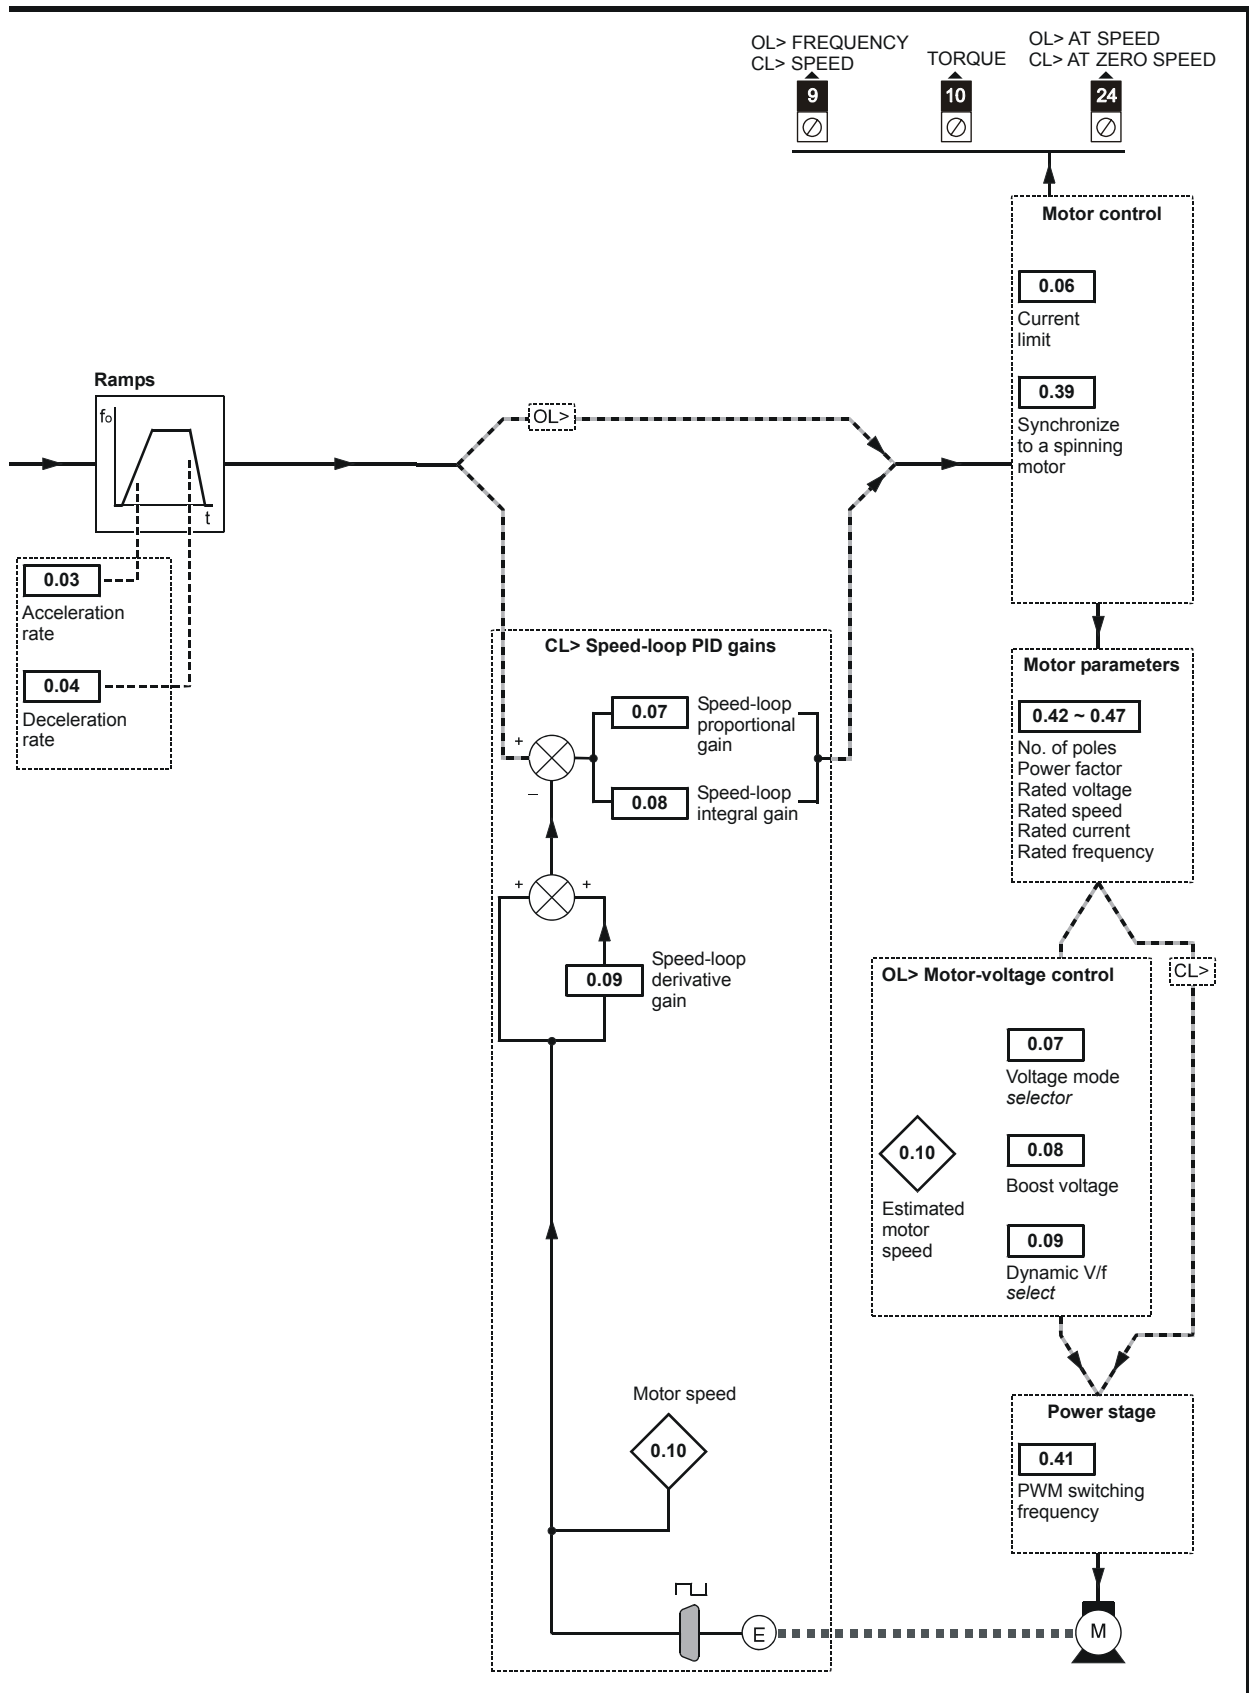 OL> FREQUENCY
CL> SPEED
TORQUE
OL> AT SPEED
CL> AT ZERO SPEED
9
10
24
Motor control
0.06
Current
limit
0.39
Synchronize
to a spinning
motor
Ramps
fo
t
OL>
0.03
Acceleration
rate
0.04
Deceleration
rate
CL> Speed-loop PID gains
0.07
Speed-loop
proportional
gain
+
−
0.08
Speed-loop
integral gain
+
+
0.09
Speed-loop
derivative
gain
Motor parameters
0.42 ~ 0.47
No. of poles
Power factor
Rated voltage
Rated speed
Rated current
Rated frequency
OL> Motor-voltage control
CL>
0.07
Voltage mode
selector
0.10
Estimated
motor
speed
0.08
Boost voltage
0.09
Dynamic V/f
select
Motor speed
0.10
Power stage
0.41
PWM switching
frequency
E
M